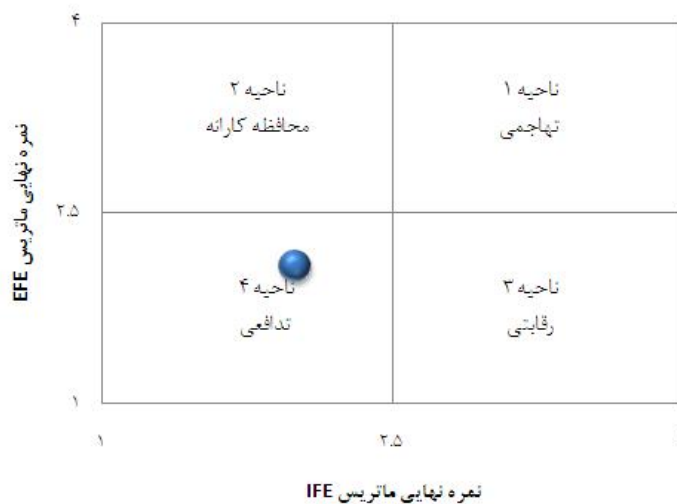 ۴
ناحیه ۲
محافظه کارانه
ناحیه ۱
تهاجمی
نمره نهایی ماتریس EFE
۲.۵
ناحیه ۴
تدافعی
ناحیه ۳
رقابتی
۱
۱
۲.۵
نمره نهایی ماتریس IFE